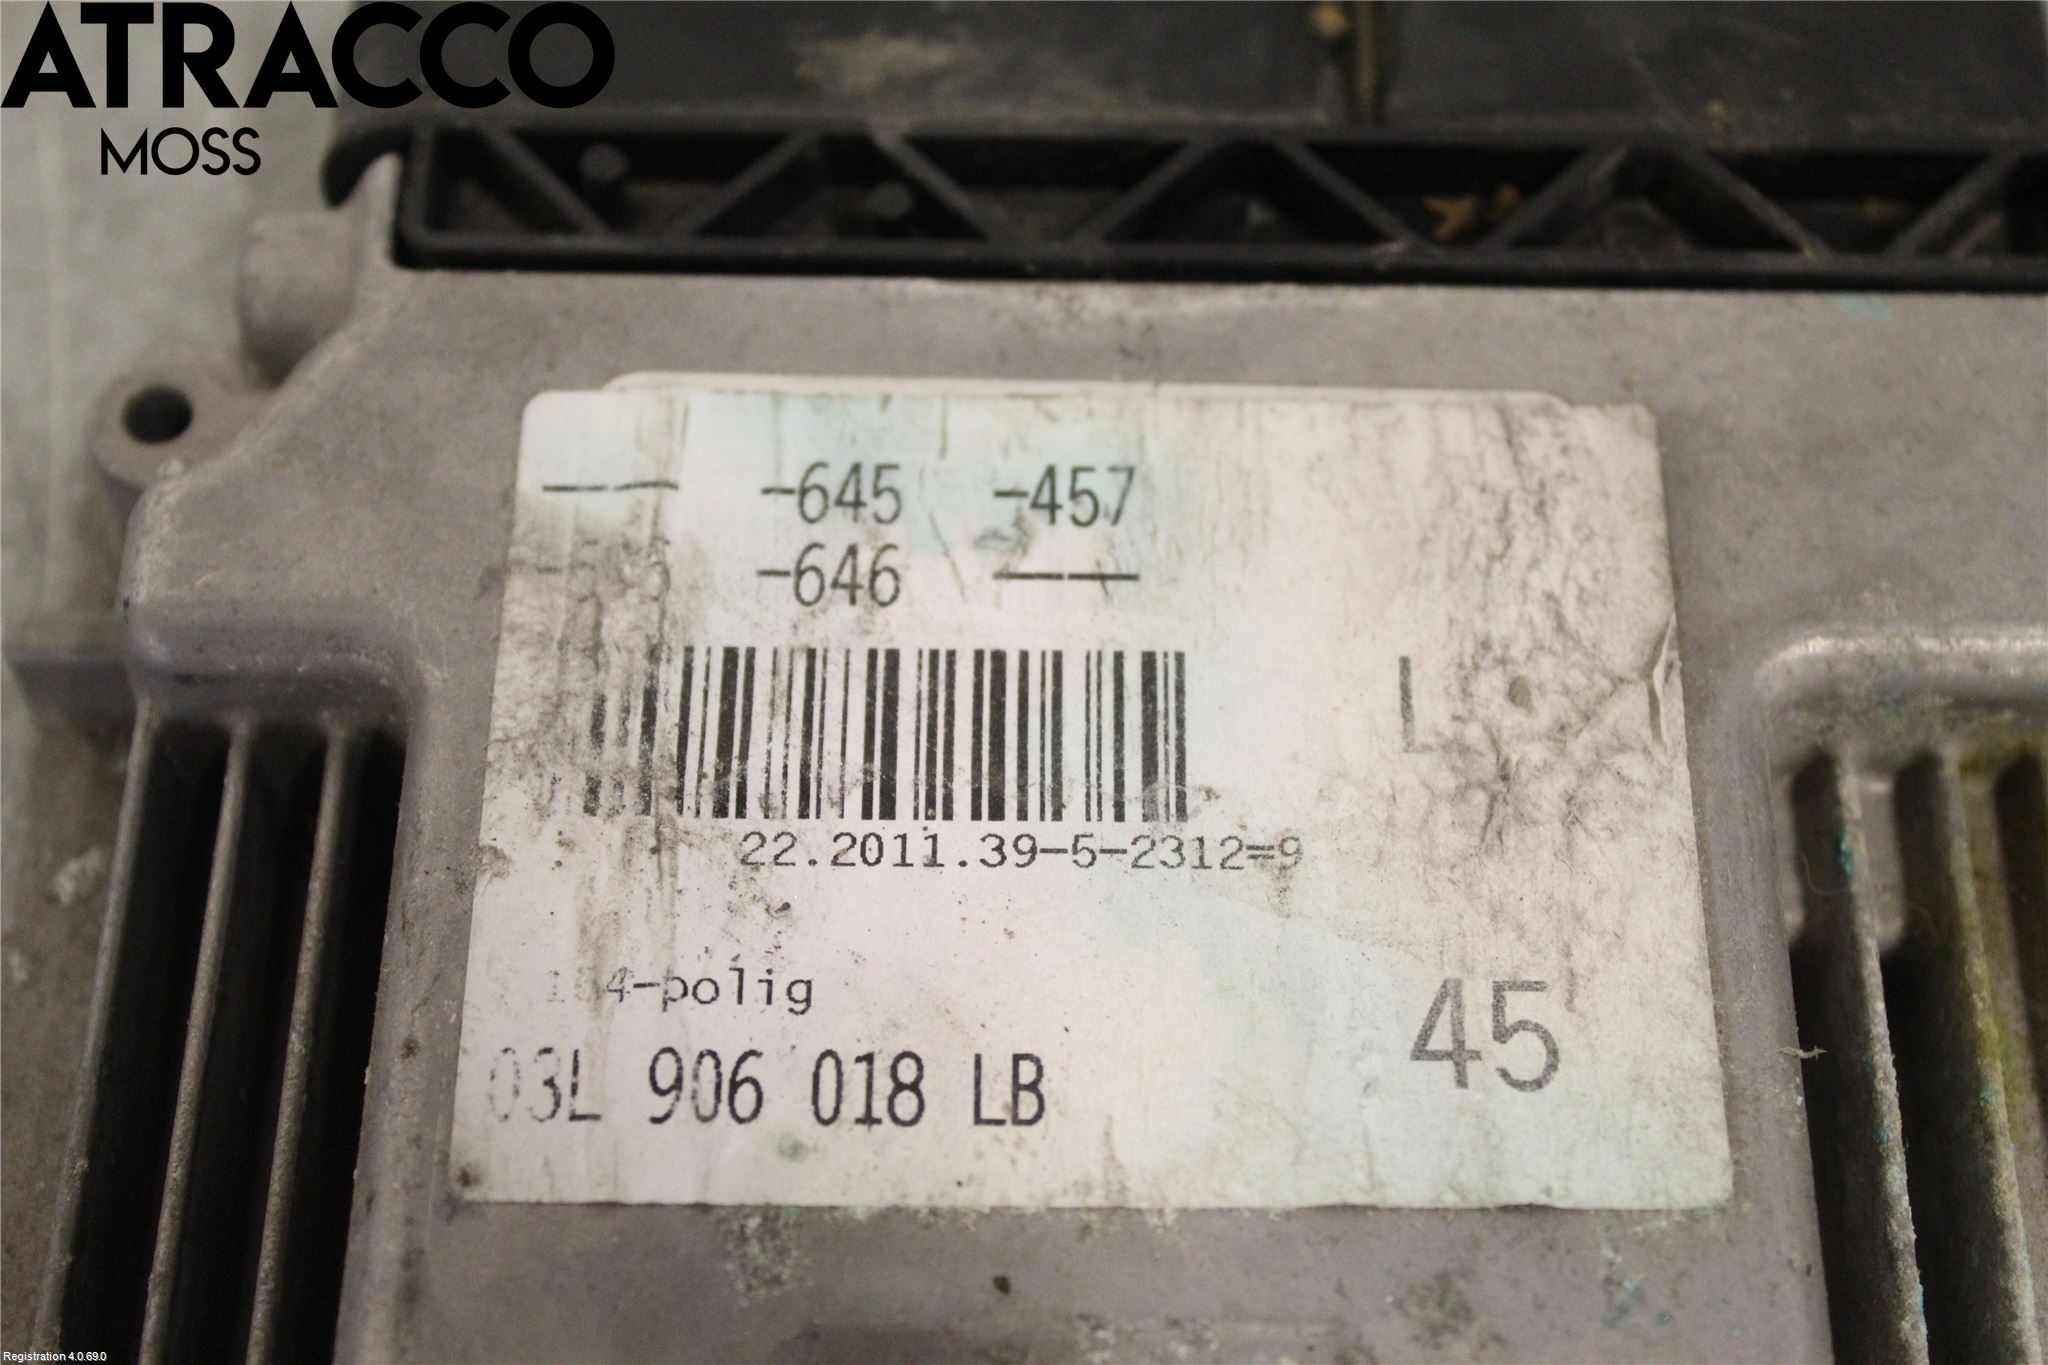 ATRACCO
MOSS
—— -645 -457
-646 ——
L
22.2011.39-5-2312=9
164-polig
03L 906 018 LB
45
Registration 4.0.69.0